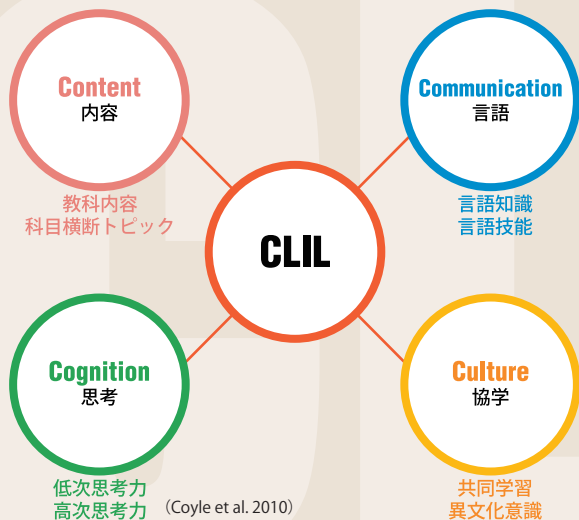 Content
内容
教科内容
科目横断トピック
Communication
言語
言語知識
言語技能
CLIL
Cognition
思考
低次思考力
高次思考力 (Coyle et al. 2010)
Culture
協学
共同学習
異文化意識